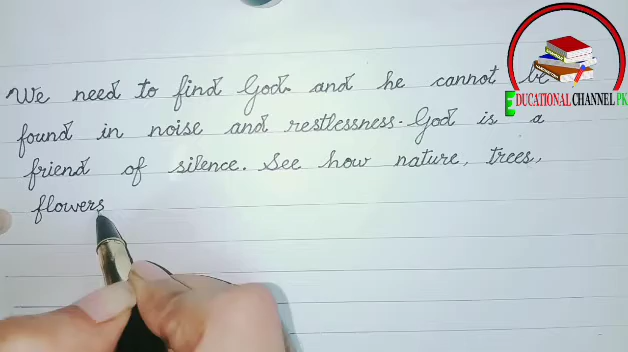 We need to find God. and he cannot be
found in noise and restlessness. God is a
friend of silence. See how nature, trees,
flowers
EDUCATIONAL CHANNEL PK